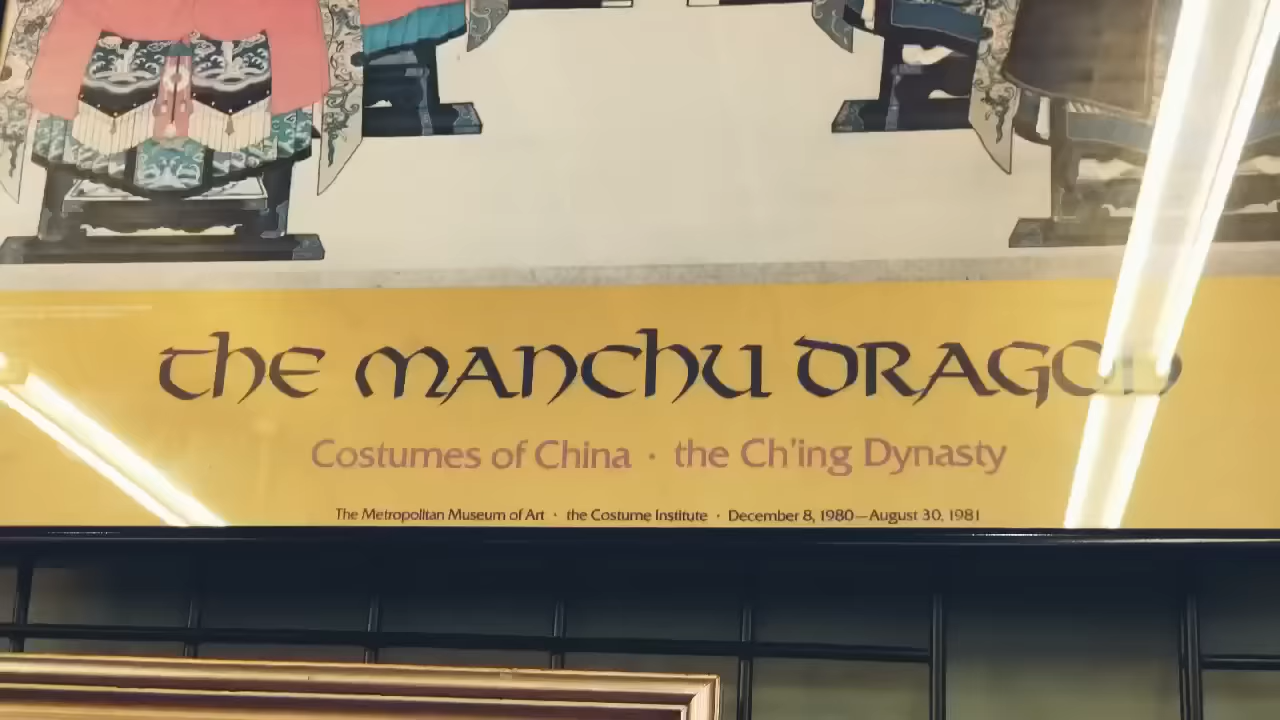 The Manchu Dragon
Costumes of China · the Ch'ing Dynasty
The Metropolitan Museum of Art · the Costume Institute · December 8, 1980—August 30, 1981